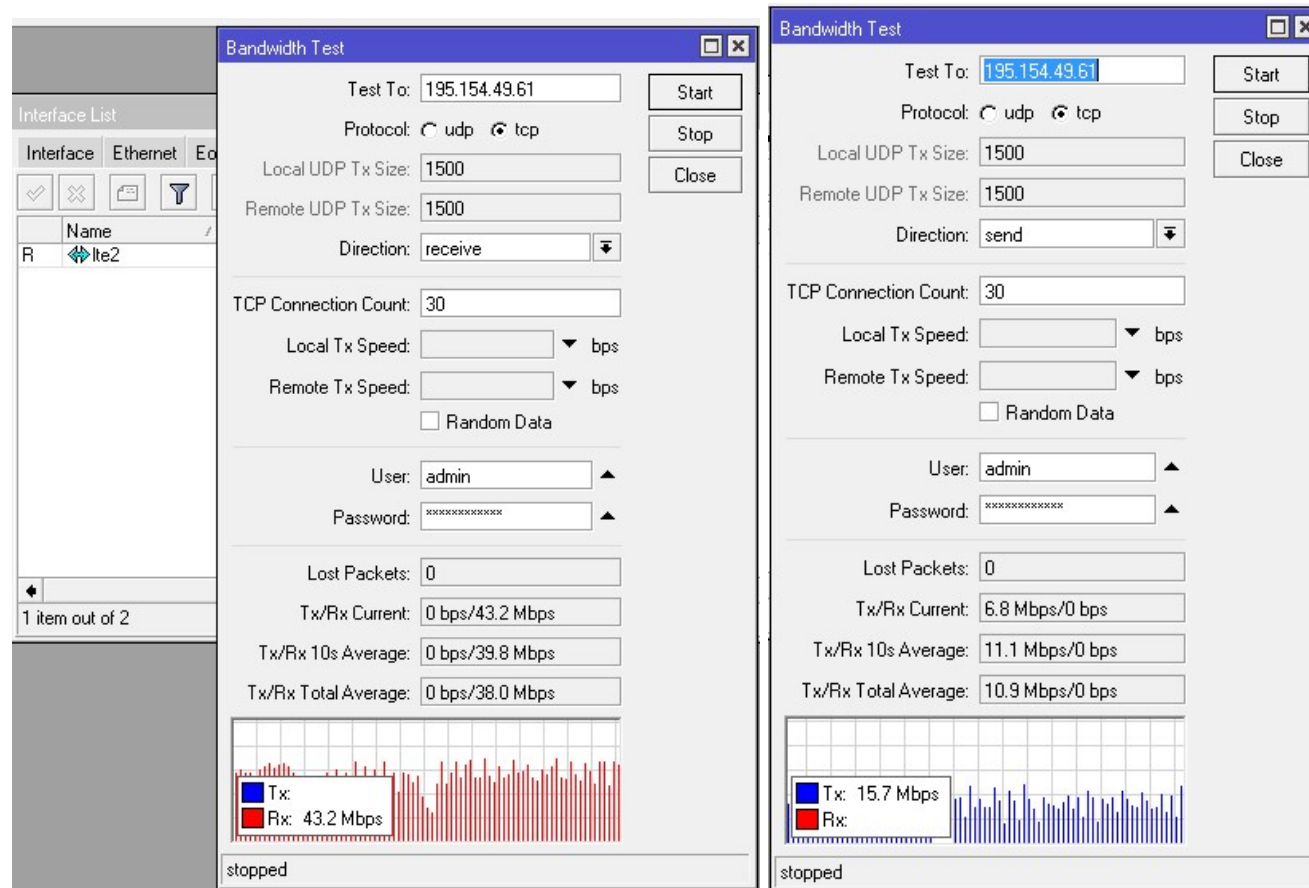 Interface List
Interface Ethernet Eo
Name
R lte2
1 item out of 2
Bandwidth Test
Test To: 195.154.49.61
Start
Protocol: udp tcp
Stop
Local UDP Tx Size: 1500
Close
Remote UDP Tx Size: 1500
Direction: receive
TCP Connection Count: 30
Local Tx Speed: bps
Remote Tx Speed: bps
Random Data
User: admin
Password: ************
Lost Packets: 0
Tx/Rx Current: 0 bps/43.2 Mbps
Tx/Rx 10s Average: 0 bps/39.8 Mbps
Tx/Rx Total Average: 0 bps/38.0 Mbps
Tx:
Rx: 43.2 Mbps
stopped
Bandwidth Test
Test To: 195.154.49.61
Start
Protocol: udp tcp
Stop
Local UDP Tx Size: 1500
Close
Remote UDP Tx Size: 1500
Direction: send
TCP Connection Count: 30
Local Tx Speed: bps
Remote Tx Speed: bps
Random Data
User: admin
Password: ************
Lost Packets: 0
Tx/Rx Current: 6.8 Mbps/0 bps
Tx/Rx 10s Average: 11.1 Mbps/0 bps
Tx/Rx Total Average: 10.9 Mbps/0 bps
Tx: 15.7 Mbps
Rx:
stopped